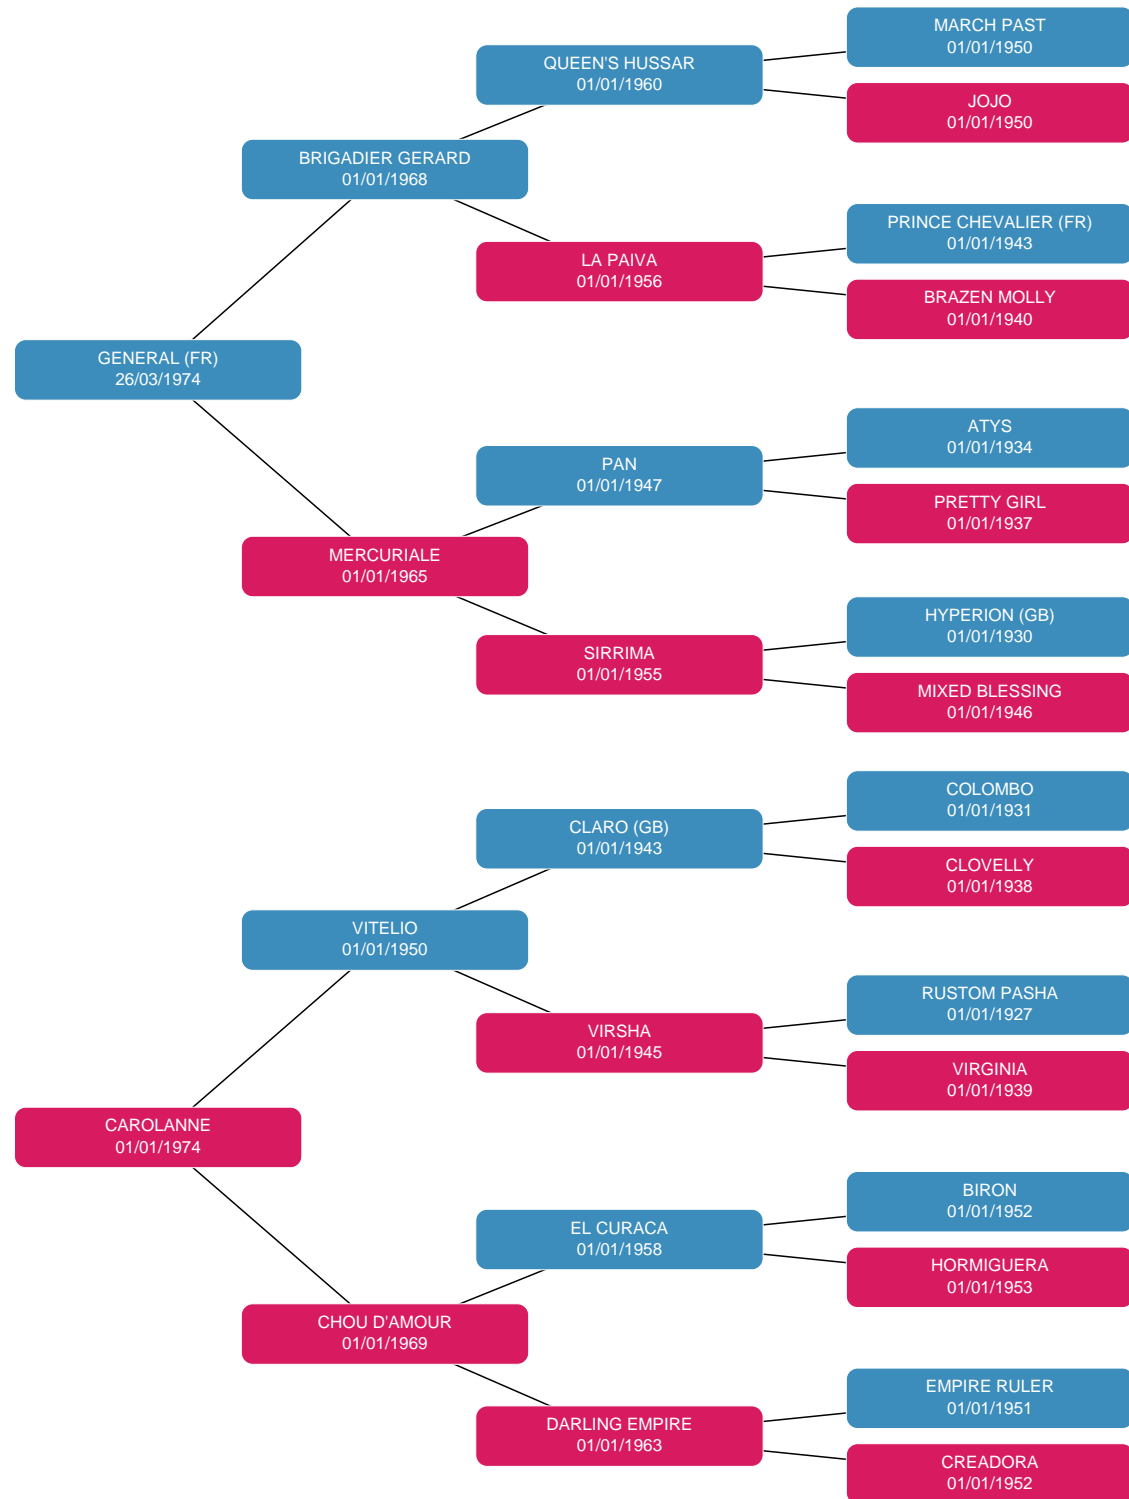 MARCH PAST
01/01/1950
QUEEN'S HUSSAR
01/01/1960
JOJO
01/01/1950
BRIGADIER GERARD
01/01/1968
PRINCE CHEVALIER (FR)
01/01/1943
LA PAIVA
01/01/1956
BRAZEN MOLLY
01/01/1940
GENERAL (FR)
26/03/1974
ATYS
01/01/1934
PAN
01/01/1947
PRETTY GIRL
01/01/1937
MERCURIALE
01/01/1965
HYPERION (GB)
01/01/1930
SIRRIMA
01/01/1955
MIXED BLESSING
01/01/1946
COLOMBO
01/01/1931
CLARO (GB)
01/01/1943
CLOVELLY
01/01/1938
VITELIO
01/01/1950
RUSTOM PASHA
01/01/1927
VIRSHA
01/01/1945
VIRGINIA
01/01/1939
CAROLANNE
01/01/1974
BIRON
01/01/1952
EL CURACA
01/01/1958
HORMIGUERA
01/01/1953
CHOU D'AMOUR
01/01/1969
EMPIRE RULER
01/01/1951
DARLING EMPIRE
01/01/1963
CREADORA
01/01/1952